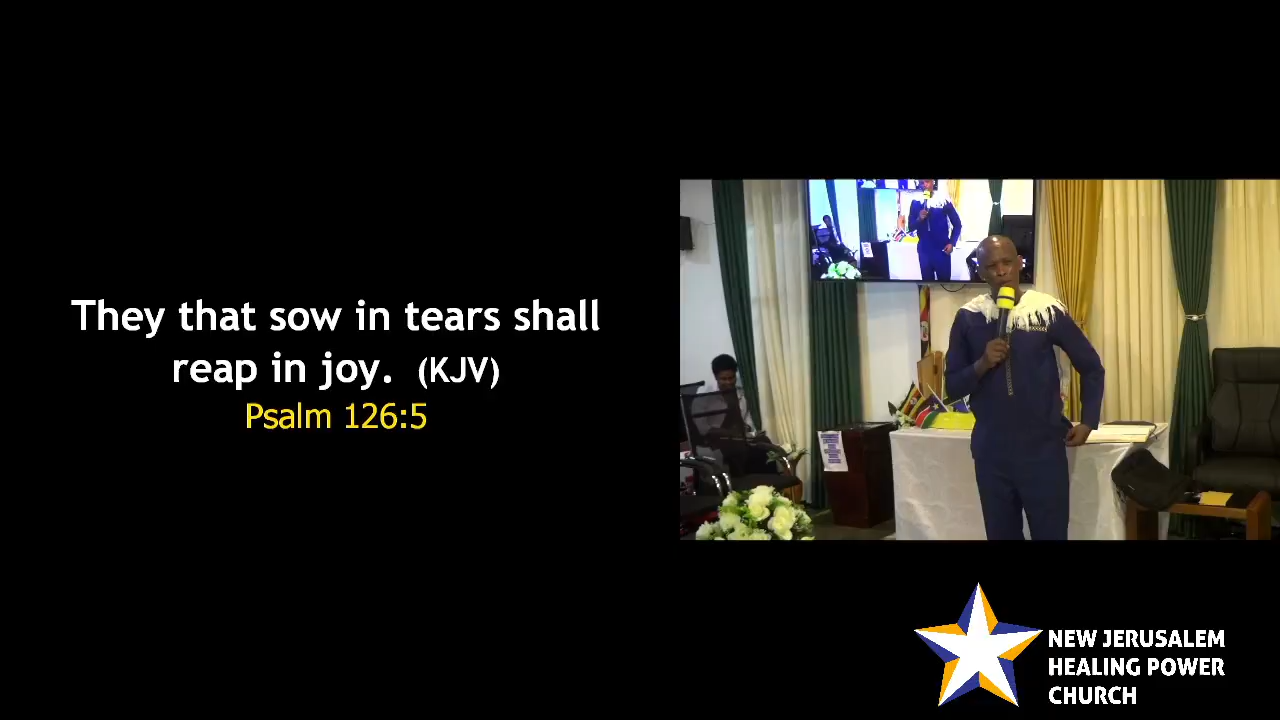 They that sow in tears shall
reap in joy. (KJV)
Psalm 126:5
NEW JERUSALEM
HEALING POWER
CHURCH